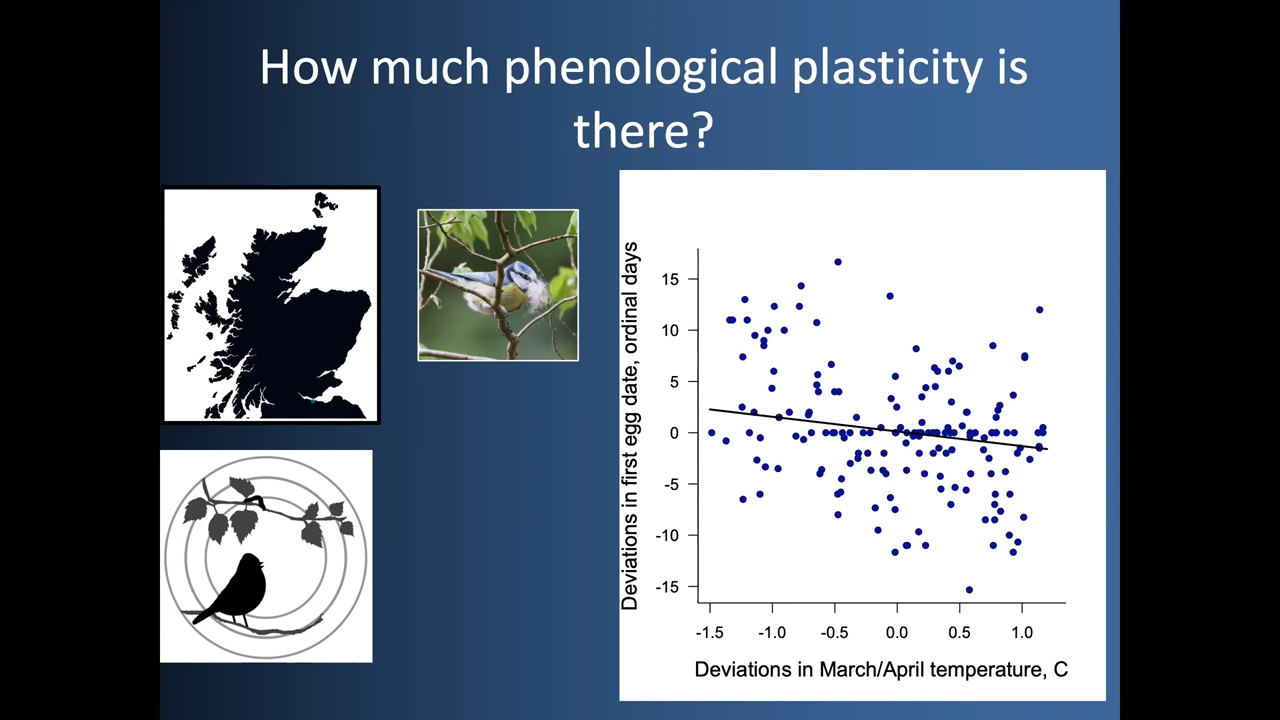 How much phenological plasticity is
there?
Deviations in first egg date, ordinal days
15
10
5
0
-5
-10
-15
-1.5 -1.0 -0.5 0.0 0.5 1.0
Deviations in March/April temperature, C